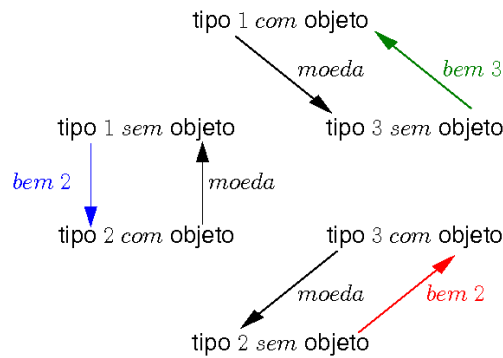 tipo 1 com objeto
moeda
bem 3
tipo 1 sem objeto
tipo 3 sem objeto
bem 2
moeda
tipo 2 com objeto
tipo 3 com objeto
moeda
bem 2
tipo 2 sem objeto